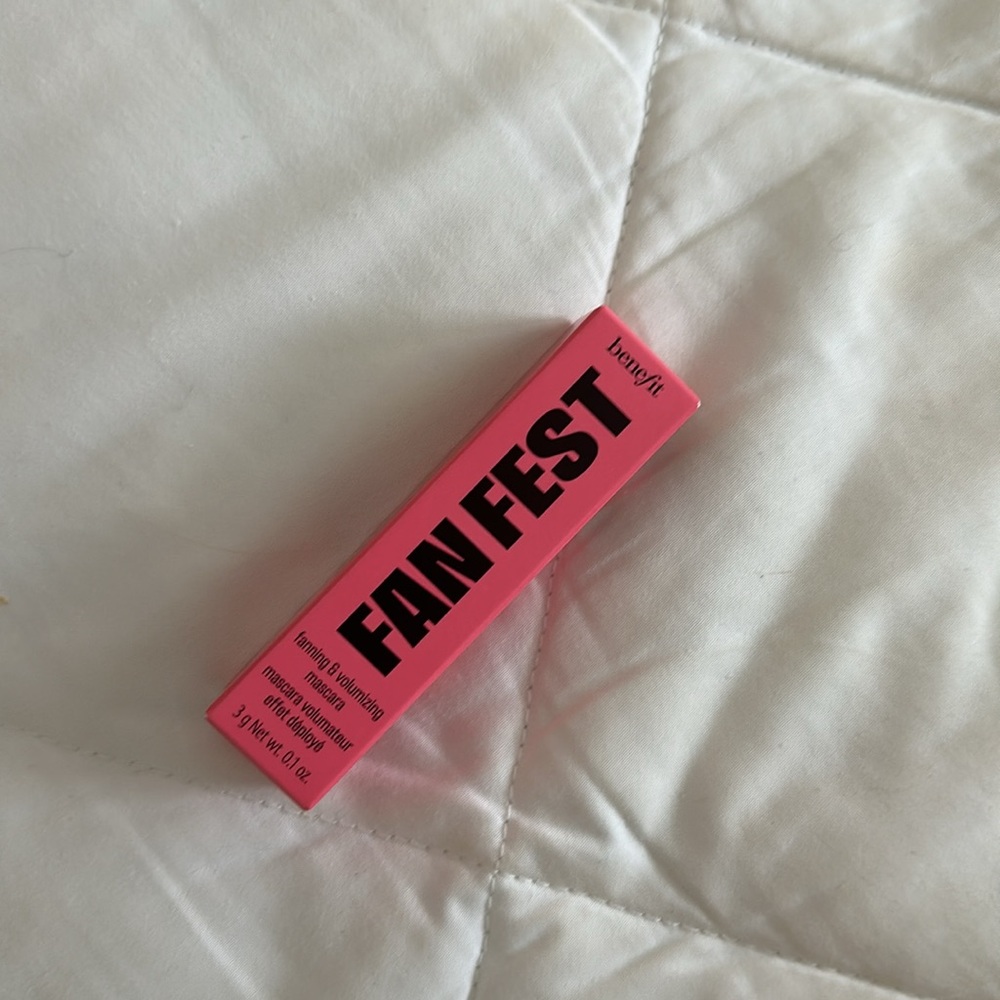 benefit
FAN FEST
fanning & volumizing
mascara
mascara volumateur
effet déployé
3 g Net wt. 0.1 oz.